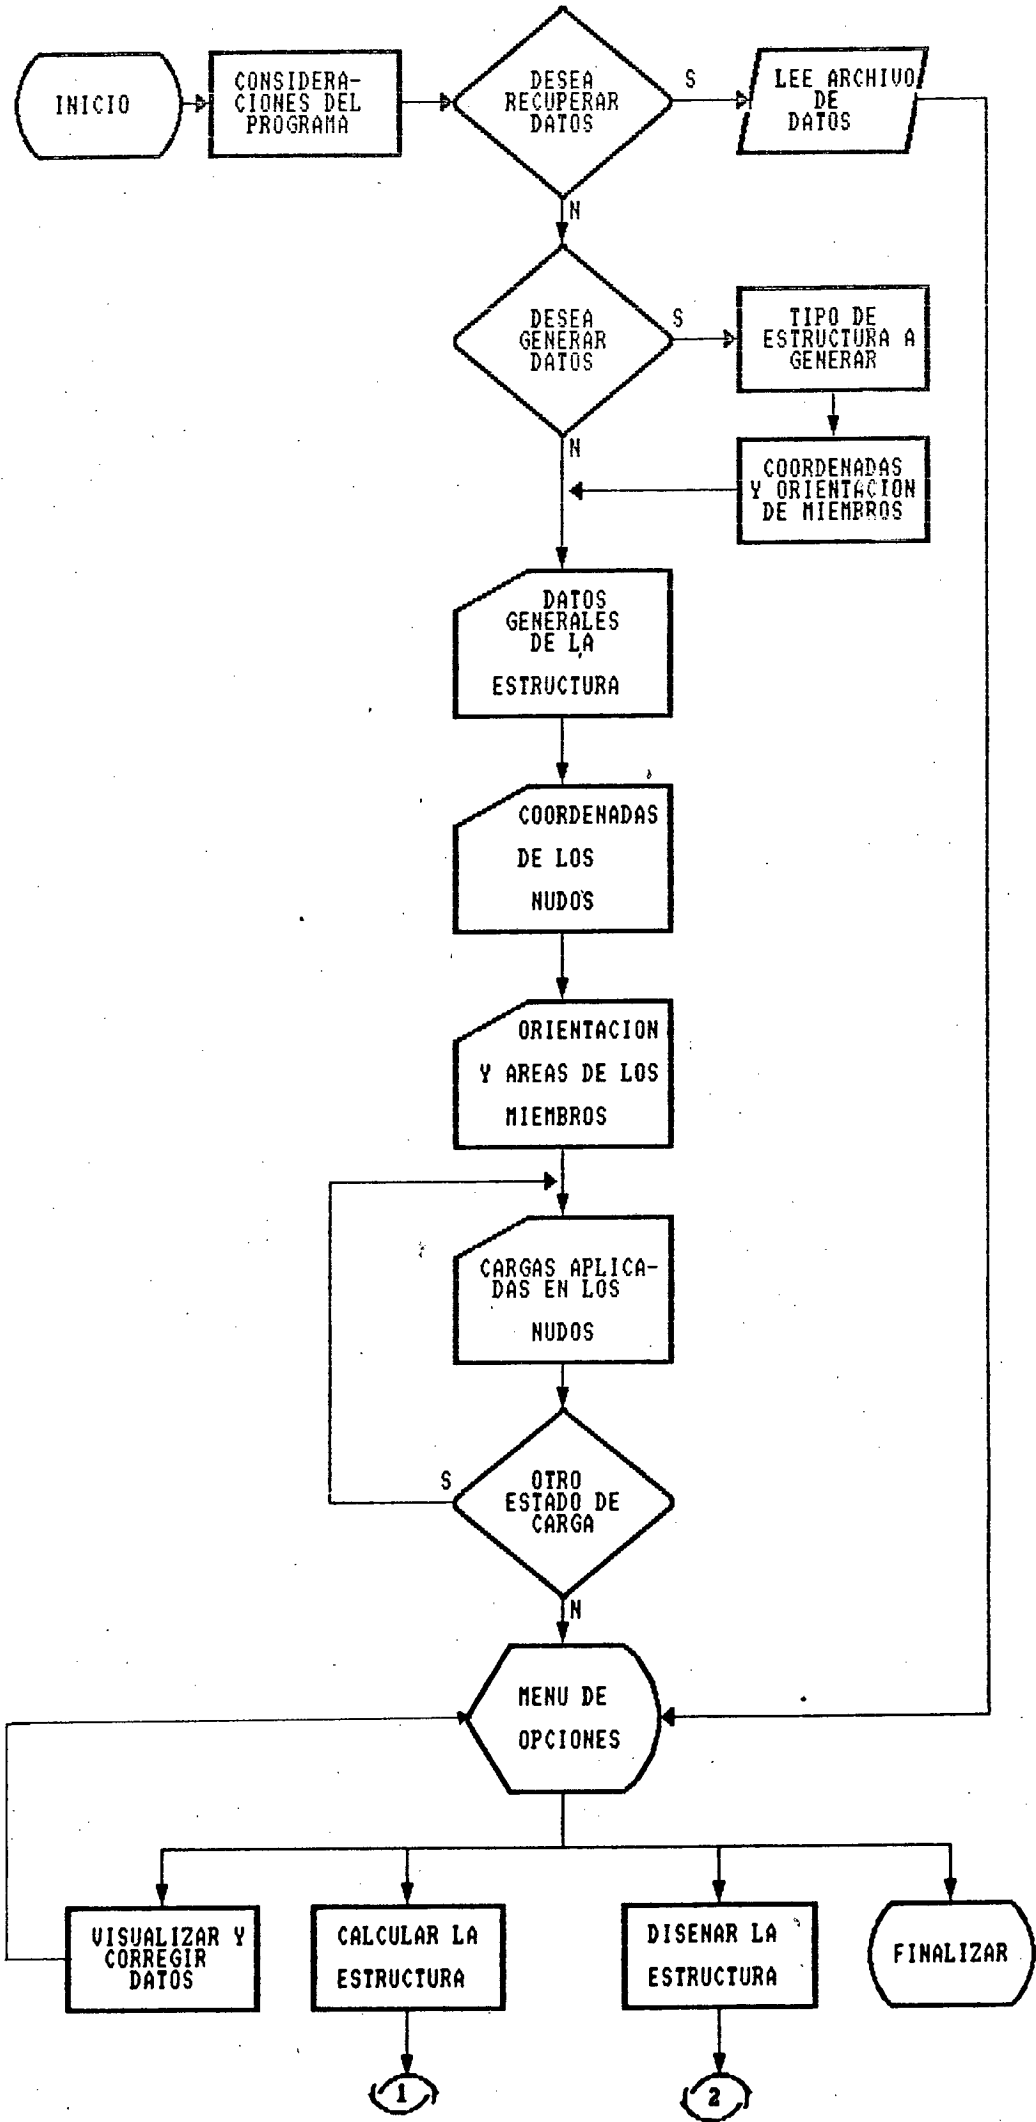 INICIO
CONSIDERA-
CIONES DEL
PROGRAMA
DESEA
RECUPERAR
DATOS
S
LEE ARCHIVO
DE
DATOS
N
DESEA
GENERAR
DATOS
S
TIPO DE
ESTRUCTURA A
GENERAR
N
COORDENADAS
Y ORIENTACION
DE MIEMBROS
DATOS
GENERALES
DE LA
ESTRUCTURA
COORDENADAS
DE LOS
NUDOS
ORIENTACION
Y AREAS DE LOS
MIEMBROS
CARGAS APLICA-
DAS EN LOS
NUDOS
S
OTRO
ESTADO DE
CARGA
N
MENU DE
OPCIONES
VISUALIZAR Y
CORREGIR
DATOS
CALCULAR LA
ESTRUCTURA
DISENAR LA
ESTRUCTURA
FINALIZAR
1
2